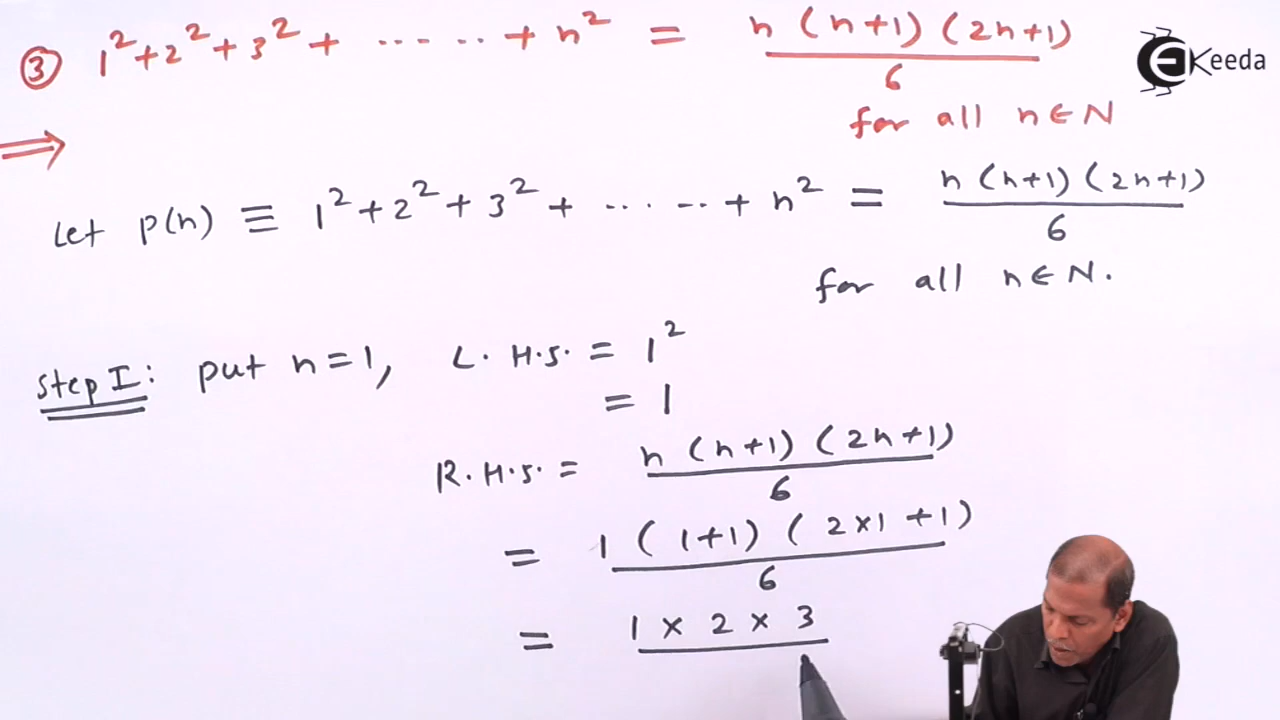 ③ 1² + 2² + 3² + ...... + n² = n (n+1) (2n+1) / 6
EKeeda
for all n ∈ N
⇒
Let P(n) ≡ 1² + 2² + 3² + ...... + n² = n (n+1) (2n+1) / 6
for all n ∈ N.
Step I: put n = 1, L.H.S. = 1²
= 1
R.H.S. = n (n+1) (2n+1) / 6
= 1 (1+1) (2×1+1) / 6
= 1 × 2 × 3